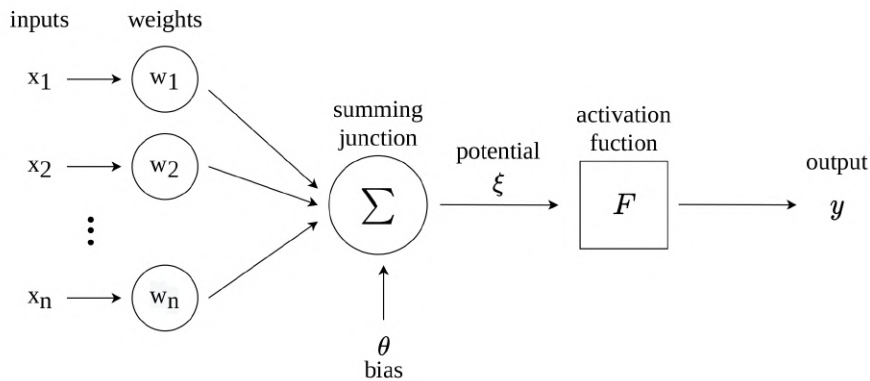 inputs
weights
x1
w1
x2
w2
⋮
xn
wn
summing
junction
∑
θ
bias
potential
ξ
activation
fuction
F
output
y